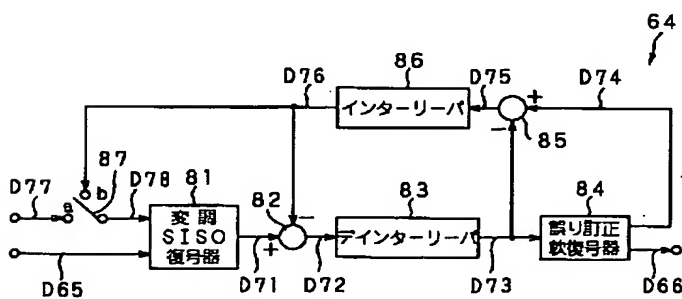 64
D76
86
D75
D74
インターリーバ
+
−
85
87
D77
a
b
D78
81
変調
SISO
復号器
D65
82
−
+
D71
D72
83
デインターリーバ
D73
84
誤り訂正
軟復号器
D66